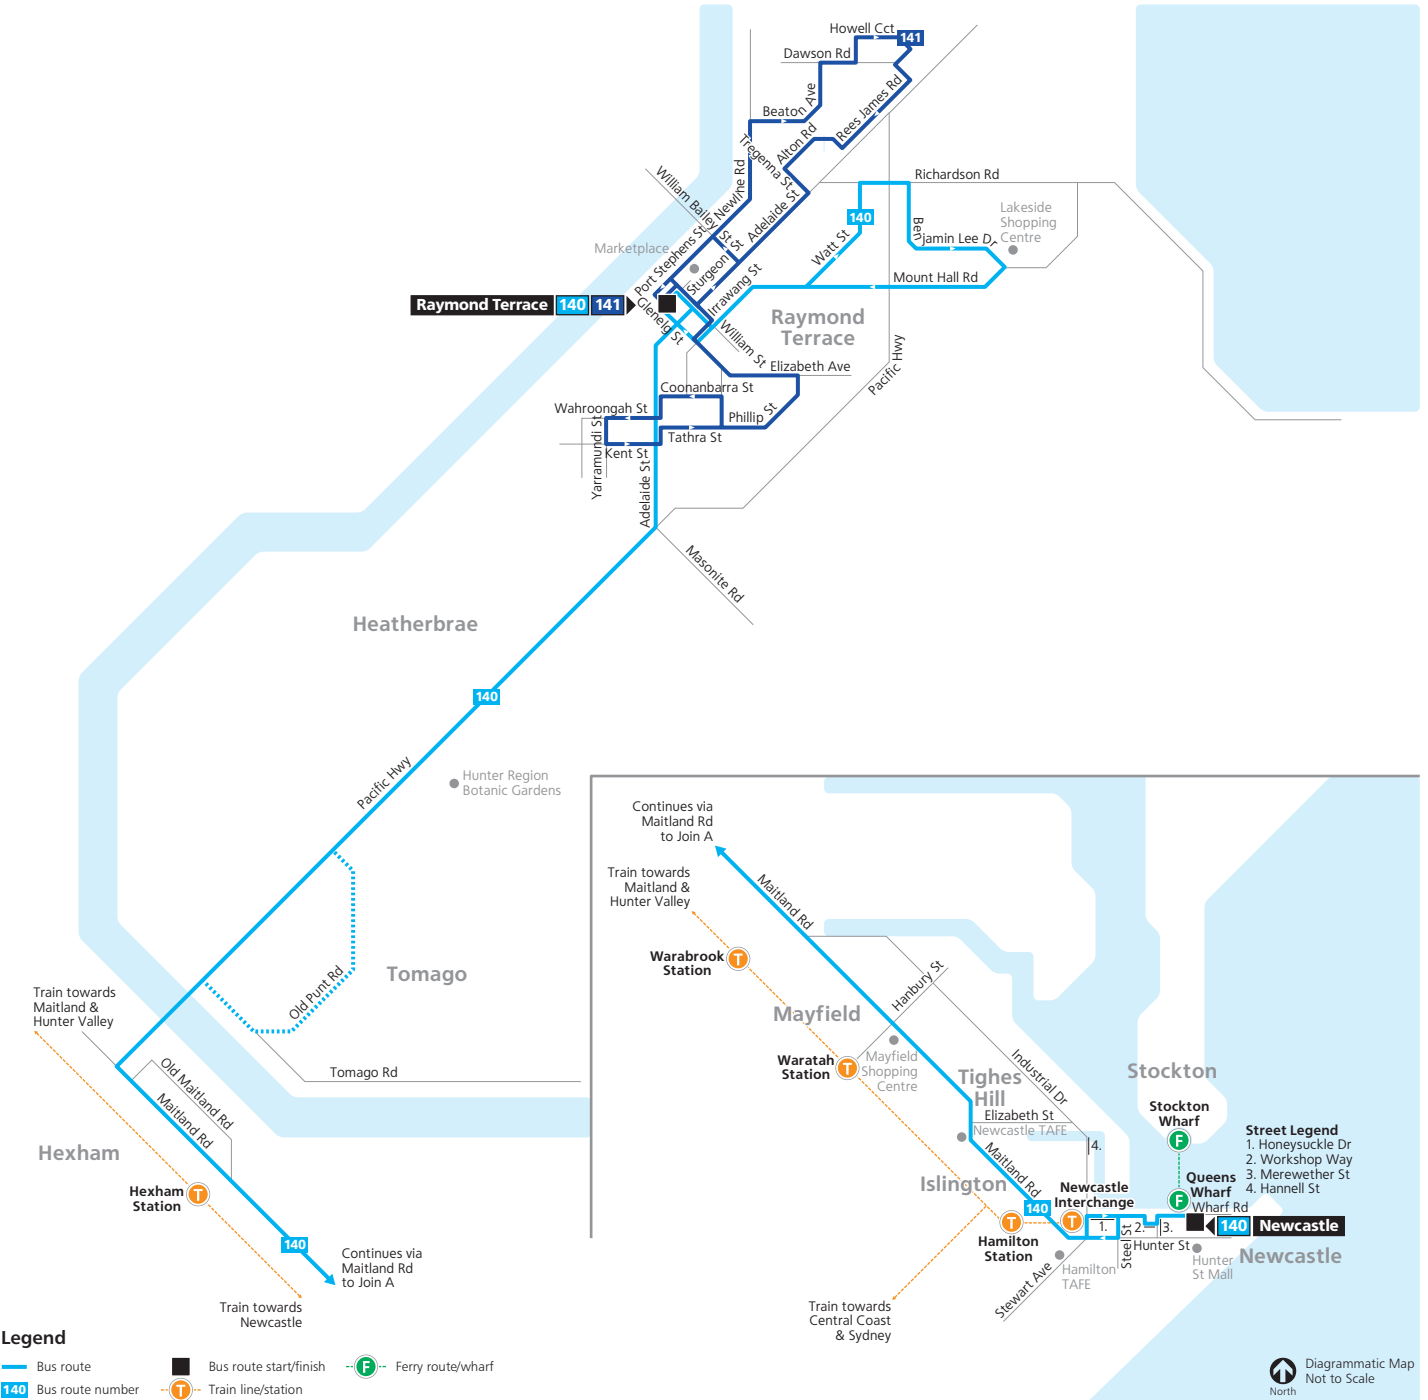 Howell Cct
141
Dawson Rd
Beaton Ave
Rees James Rd
Alton Rd
Tregenna St
Newline Rd
William Bailey St
Adelaide St
Richardson Rd
140
Lakeside
Shopping
Centre
Benjamin Lee Dr
Watt St
Marketplace
Port Stephens St
Sturgeon St
Mount Hall Rd
Irrawang St
Raymond Terrace 140 141
Glenelg St
Raymond
Terrace
William St
Pacific Hwy
Elizabeth Ave
Coonanbarra St
Wahroongah St
Phillip St
Yarramundi St
Tathra St
Kent St
Adelaide St
Masonite Rd
Heatherbrae
140
Pacific Hwy
Hunter Region
Botanic Gardens
Tomago
Old Punt Rd
Train towards
Maitland &
Hunter Valley
Tomago Rd
Old Maitland Rd
Maitland Rd
Hexham
Hexham
Station
T
140
Continues via
Maitland Rd
to Join A
Train towards
Newcastle
Continues via
Maitland Rd
to Join A
Train towards
Maitland &
Hunter Valley
Maitland Rd
Warabrook
Station
T
Hanbury St
Mayfield
Waratah
Station
T
Mayfield
Shopping
Centre
Industrial Dr
Tighes
Hill
Elizabeth St
Newcastle TAFE
4.
Maitland Rd
Islington
Stockton
Stockton
Wharf
F
Street Legend
1. Honeysuckle Dr
2. Workshop Way
3. Merewether St
4. Hannell St
Newcastle
Interchange
T
Queens
Wharf
F
Wharf Rd
140
T
Hamilton
Station
1.
Steel St
2.
3.
140 Newcastle
Hunter St
Newcastle
Hunter
St Mall
Hamilton
TAFE
Stewart Ave
Train towards
Central Coast
& Sydney
Legend
Bus route
Bus route start/finish
F Ferry route/wharf
140 Bus route number
T Train line/station
North
Diagrammatic Map
Not to Scale